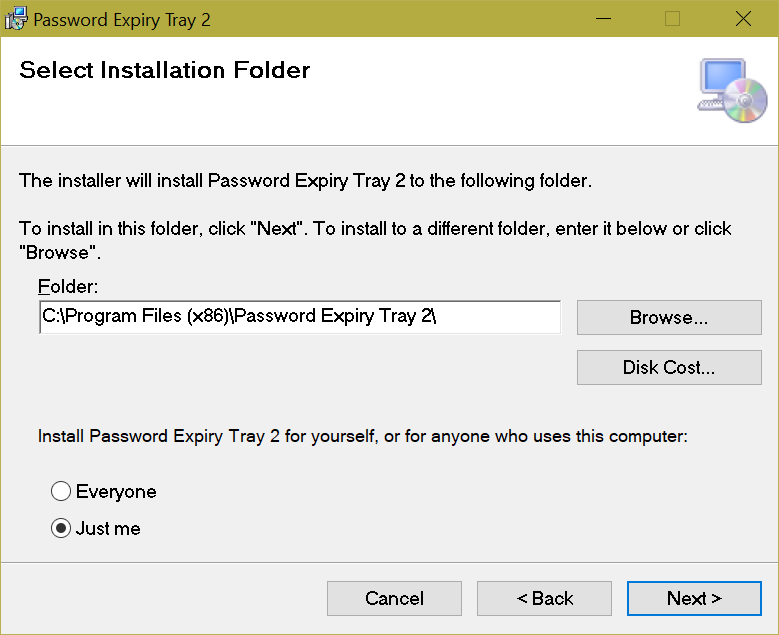 Password Expiry Tray 2
Select Installation Folder
The installer will install Password Expiry Tray 2 to the following folder.
To install in this folder, click "Next". To install to a different folder, enter it below or click
"Browse".
Folder:
C:\Program Files (x86)\Password Expiry Tray 2\
Browse...
Disk Cost...
Install Password Expiry Tray 2 for yourself, or for anyone who uses this computer:
Everyone
Just me
Cancel
< Back
Next >